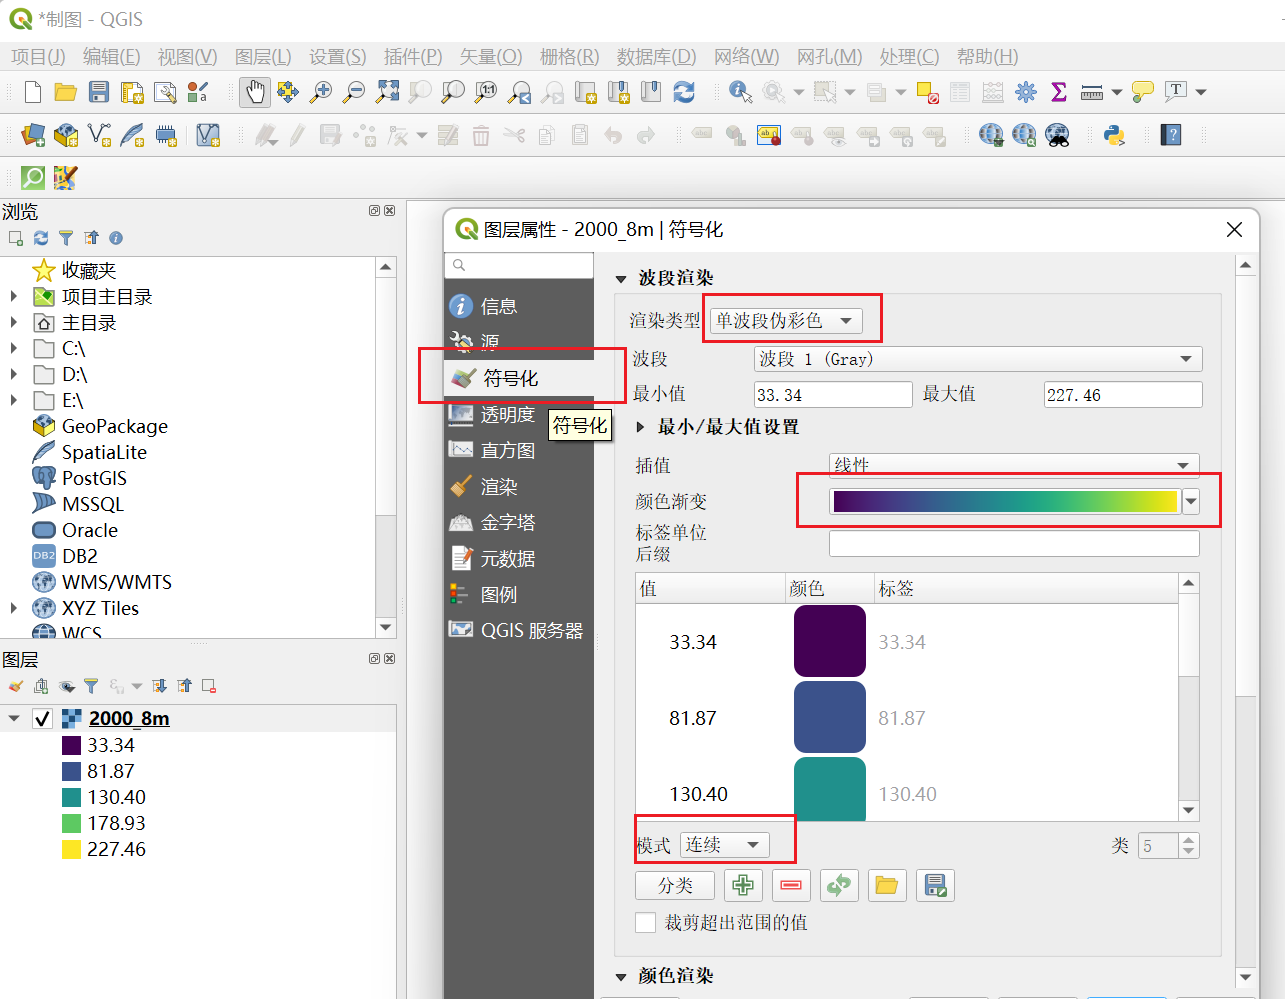 *制图 - QGIS
项目(J) 编辑(E) 视图(V) 图层(L) 设置(S) 插件(P) 矢量(O) 栅格(R) 数据库(D) 网络(W) 网孔(M) 处理(C) 帮助(H)
浏览
收藏夹
项目主目录
主目录
C:\
D:\
E:\
GeoPackage
SpatiaLite
PostGIS
MSSQL
Oracle
DB2 DB2
WMS/WMTS
XYZ Tiles
WCS
图层
2000_8m
33.34
81.87
130.40
178.93
227.46
图层属性 - 2000_8m | 符号化
信息
源
符号化
透明度
符号化
直方图
渲染
金字塔
元数据
图例
QGIS 服务器
波段渲染
渲染类型 单波段伪彩色
波段 波段 1 (Gray)
最小值 33.34 最大值 227.46
最小/最大值设置
插值 线性
颜色渐变
标签单位
后缀
值 颜色 标签
33.34 33.34
81.87 81.87
130.40 130.40
模式 连续 类 5
分类
裁剪超出范围的值
颜色渲染